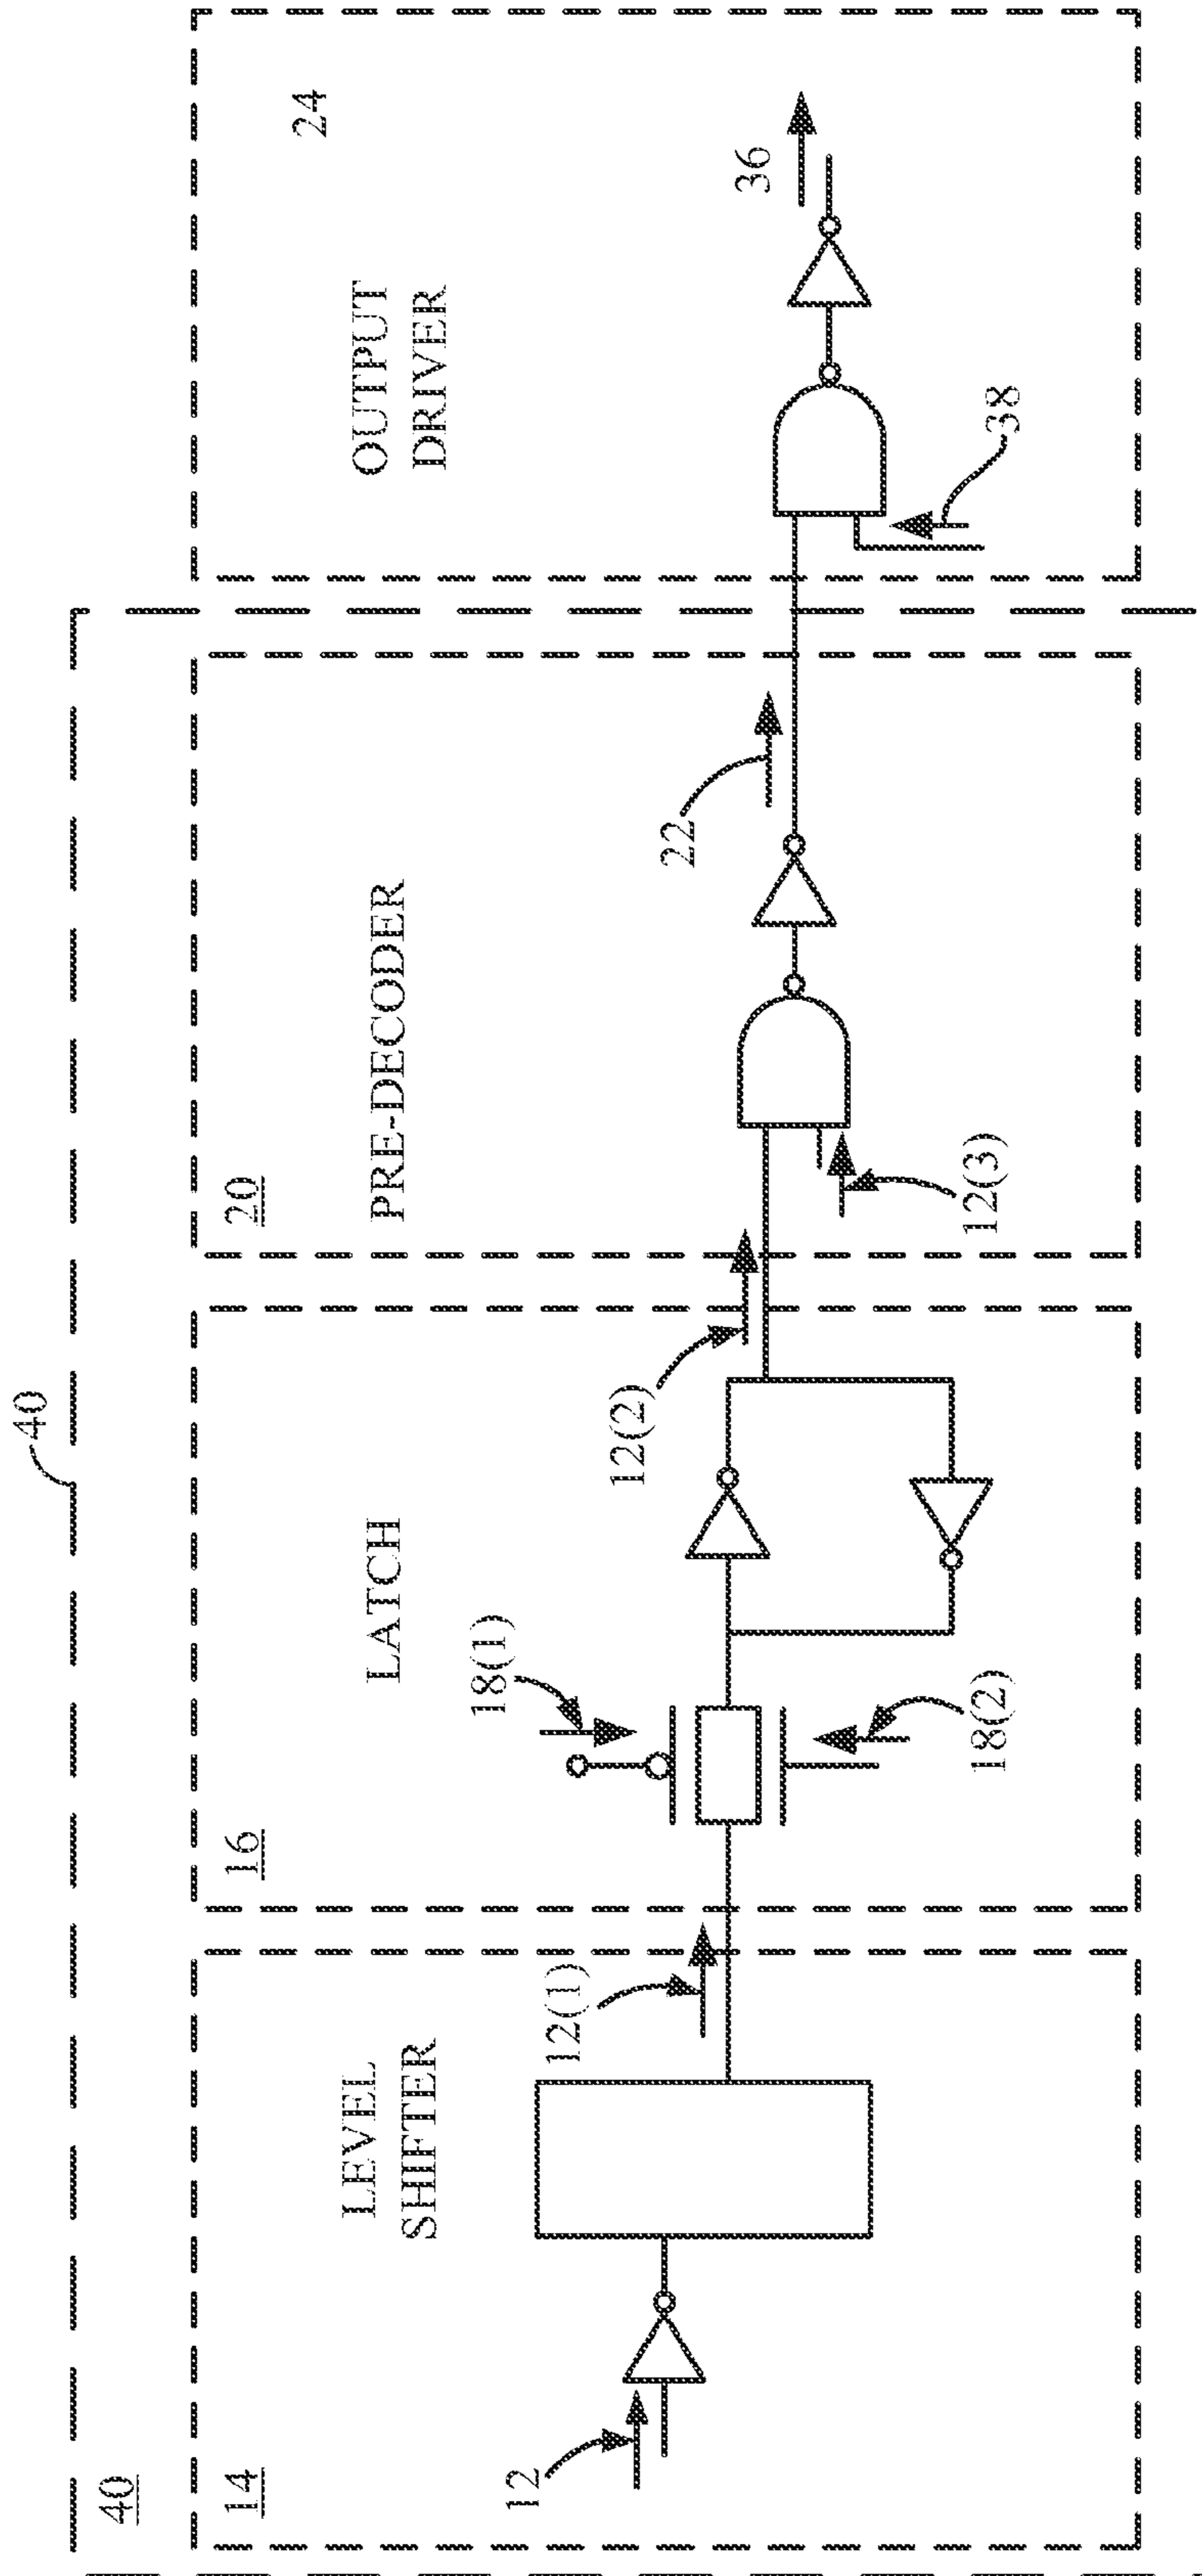 40
40
14
LEVEL
SHIFTER
12
12(1)
16
LATCH
18(1)
18(2)
12(2)
20
PRE-DECODER
12(3)
22
24
OUTPUT
DRIVER
36
38